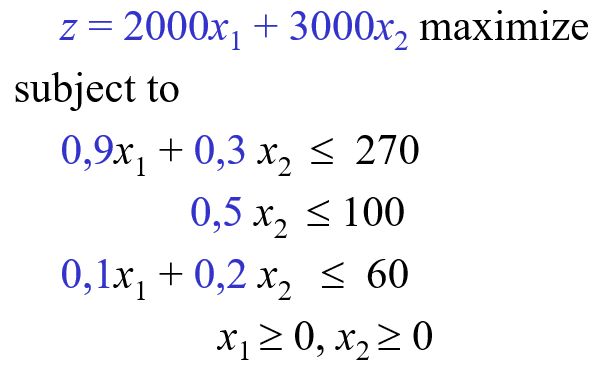 z = 2000x₁ + 3000x₂ maximize
subject to
0,9x₁ + 0,3 x₂ ≤ 270
0,5 x₂ ≤ 100
0,1x₁ + 0,2 x₂ ≤ 60
x₁ ≥ 0, x₂ ≥ 0